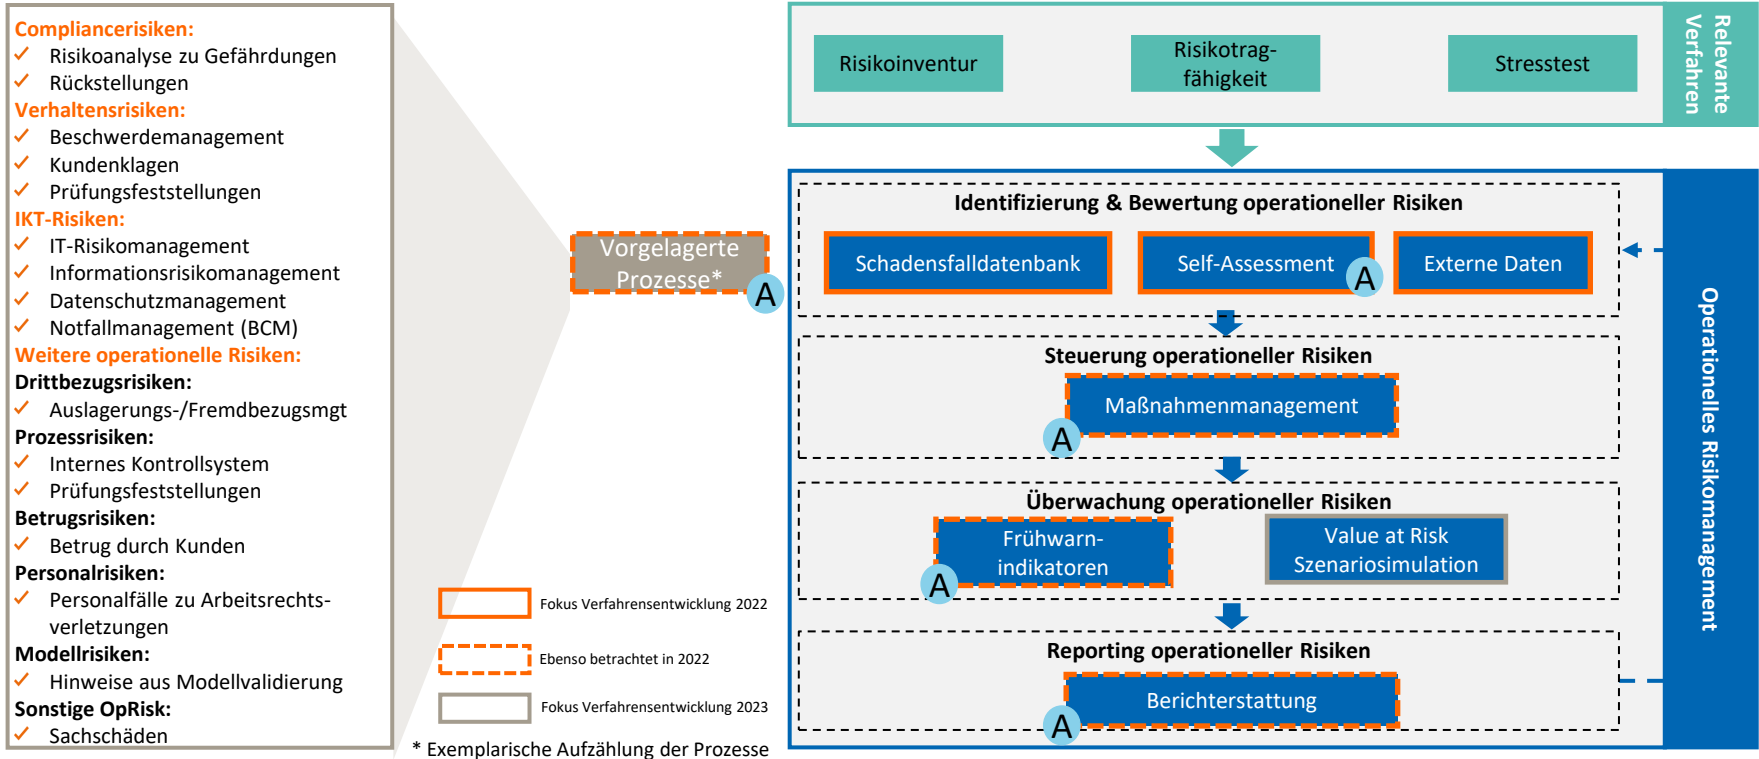 Compliancerisiken:
✓ Risikoanalyse zu Gefährdungen
✓ Rückstellungen
Verhaltensrisiken:
✓ Beschwerdemanagement
✓ Kundenklagen
✓ Prüfungsfeststellungen
IKT-Risiken:
✓ IT-Risikomanagement
✓ Informationsrisikomanagement
✓ Datenschutzmanagement
✓ Notfallmanagement (BCM)
Weitere operationelle Risiken:
Drittbezugsrisiken:
✓ Auslagerungs-/Fremdbezugsmgt
Prozessrisiken:
✓ Internes Kontrollsystem
✓ Prüfungsfeststellungen
Betrugsrisiken:
✓ Betrug durch Kunden
Personalrisiken:
✓ Personalfälle zu Arbeitsrechts-
verletzungen
Modellrisiken:
✓ Hinweise aus Modellvalidierung
Sonstige OpRisk:
✓ Sachschäden
Vorgelagerte
Prozesse*
A
Fokus Verfahrensentwicklung 2022
Ebenso betrachtet in 2022
Fokus Verfahrensentwicklung 2023
* Exemplarische Aufzählung der Prozesse
Risikoinventur
Risikotrag-
fähigkeit
Stresstest
Relevante
Verfahren
Identifizierung & Bewertung operationeller Risiken
Schadensfalldatenbank
Self-Assessment
A
Externe Daten
Steuerung operationeller Risiken
Maßnahmenmanagement
A
Überwachung operationeller Risiken
Frühwarn-
indikatoren
A
Value at Risk
Szenariosimulation
Reporting operationeller Risiken
Berichterstattung
A
Operationelles Risikomanagement